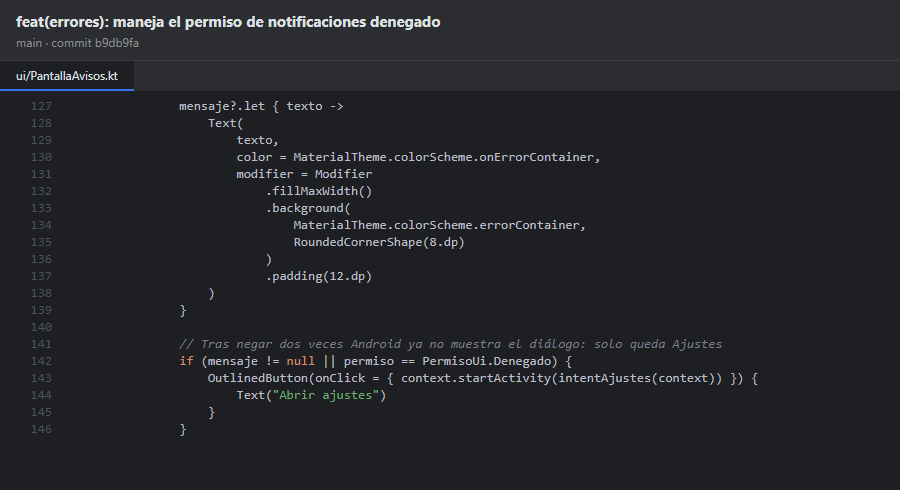 feat(errores): maneja el permiso de notificaciones denegado
main · commit b9db9fa
ui/PantallaAvisos.kt
127 mensaje?.let { texto ->
128 Text(
129 texto,
130 color = MaterialTheme.colorScheme.onErrorContainer,
131 modifier = Modifier
132 .fillMaxWidth()
133 .background(
134 MaterialTheme.colorScheme.errorContainer,
135 RoundedCornerShape(8.dp)
136 )
137 .padding(12.dp)
138 )
139 }
140
141 // Tras negar dos veces Android ya no muestra el diálogo: solo queda Ajustes
142 if (mensaje != null || permiso == PermisoUi.Denegado) {
143 OutlinedButton(onClick = { context.startActivity(intentAjustes(context)) }) {
144 Text("Abrir ajustes")
145 }
146 }